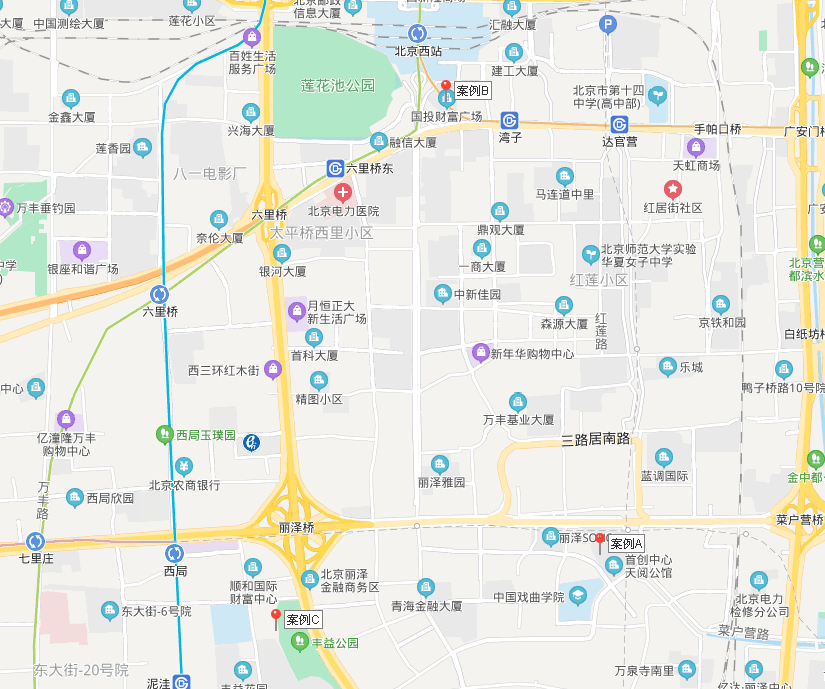 莲花小区
中国测绘大厦
信息大厦
汇融大厦
百姓生活
服务广场
北京西站
建工大厦
莲花池公园
案例B
北京市第十四
中学(高中部)
金鑫大厦
国投财富广场
兴海大厦
手帕口桥
广安门桥
融信大厦
湾子
达官营
莲香园
天虹商场
八一电影厂
六里桥东
马连道中里
万丰垂钓园
北京电力医院
红居街社区
六里桥
奈伦大厦
太平桥西里小区
鼎观大厦
银座和谐广场
银河大厦
一商大厦
北京师范大学实验
华夏女子中学
红莲小区
中新佳园
月恒正大
新生活广场
六里桥
森源大厦
红莲路
京铁和园
白纸坊桥
首科大厦
新年华购物中心
西三环红木街
乐城
中心
精图小区
鸭子桥路10号院
万丰基业大厦
亿潼隆万丰
购物中心
西局玉璞园
三路居南路
北京农商银行
丽泽雅园
蓝调国际
万丰路
西局欣园
丽泽桥
菜户营桥
七里庄
西局
丽泽SOHO
案例A
首创中心
天阅公馆
顺和国际
财富中心
北京丽泽
金融商务区
青海金融大厦
中国戏曲学院
北京电力
检修分公司
东大街-6号院
案例C
丰益公园
菜户营路
东大街-20号院
万泉寺南里
泥洼
丰益花园
亿达·丽泽中心